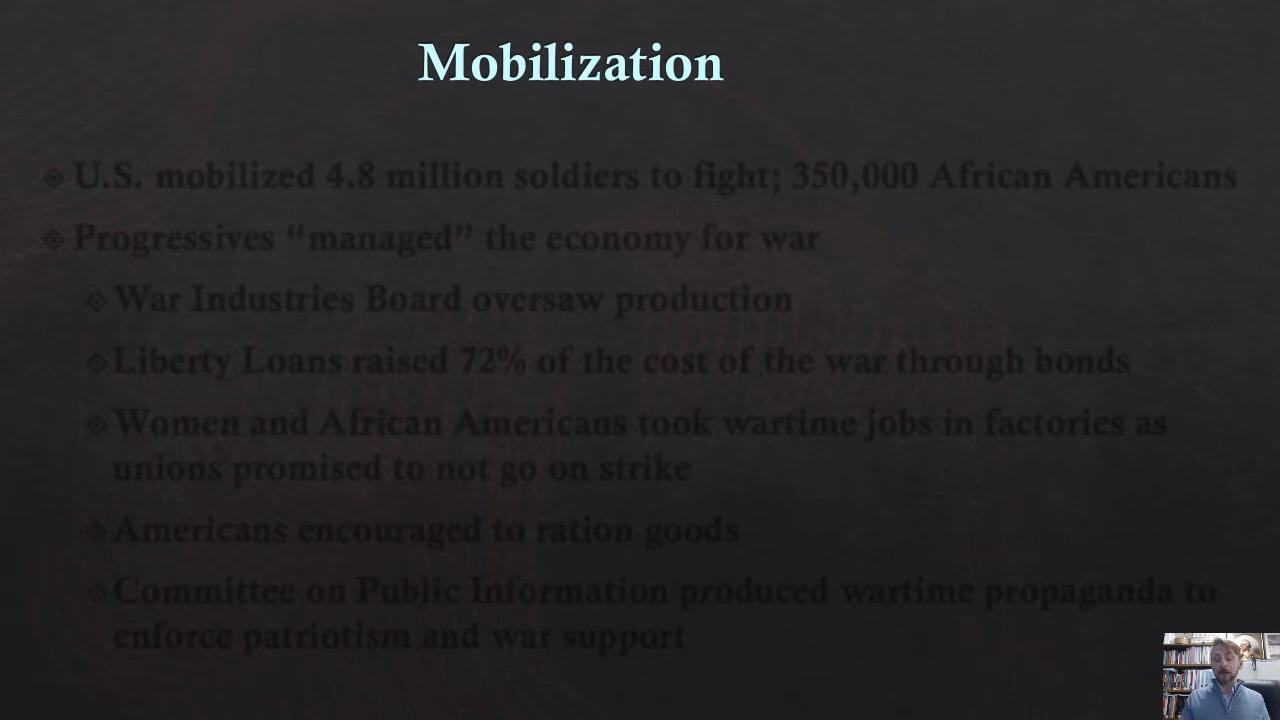 Mobilization
U.S. mobilized 4.8 million soldiers to fight; 350,000 African Americans
Progressives “managed” the economy for war
War Industries Board oversaw production
Liberty Loans raised 72% of the cost of the war through bonds
Women and African Americans took wartime jobs in factories as
unions promised to not go on strike
Americans encouraged to ration goods
Committee on Public Information produced wartime propaganda to
enforce patriotism and war support